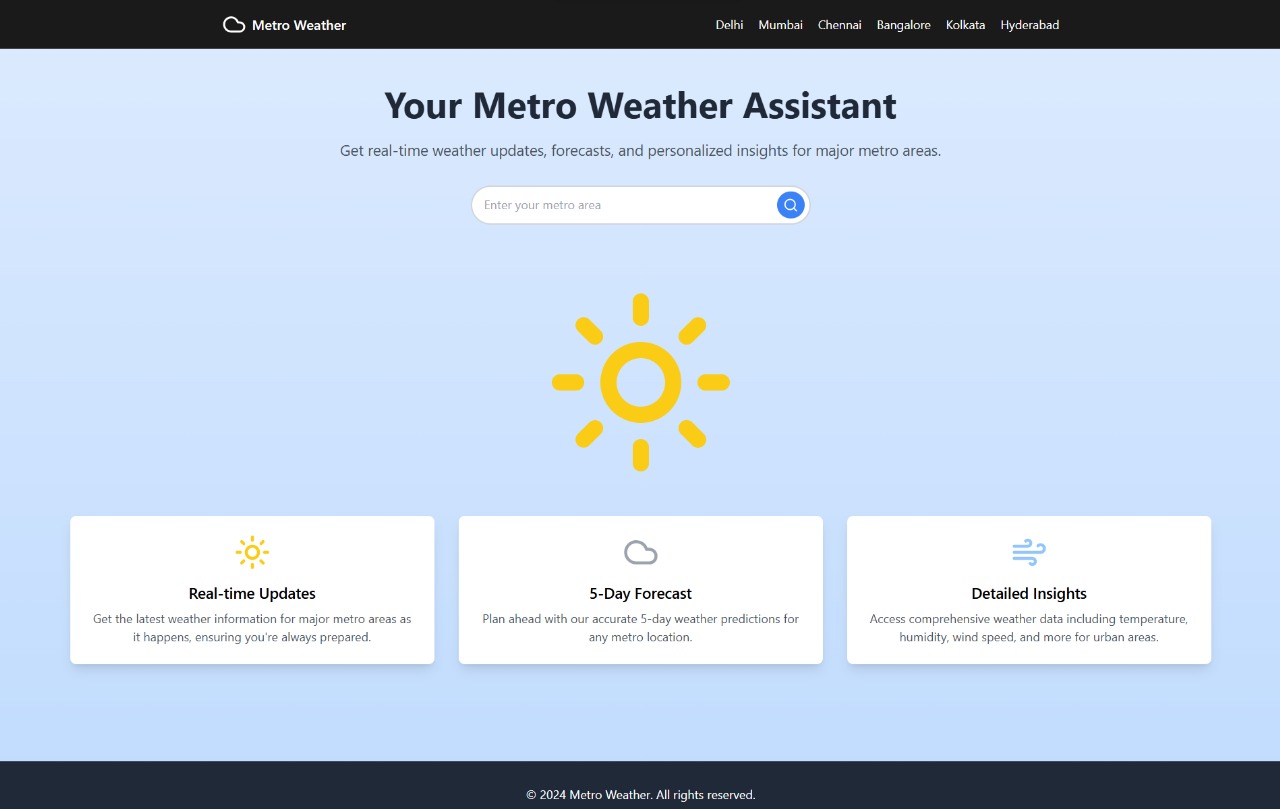 Metro Weather
Delhi Mumbai Chennai Bangalore Kolkata Hyderabad
Your Metro Weather Assistant
Get real-time weather updates, forecasts, and personalized insights for major metro areas.
Enter your metro area
Real-time Updates
Get the latest weather information for major metro areas as
it happens, ensuring you're always prepared.
5-Day Forecast
Plan ahead with our accurate 5-day weather predictions for
any metro location.
Detailed Insights
Access comprehensive weather data including temperature,
humidity, wind speed, and more for urban areas.
© 2024 Metro Weather. All rights reserved.